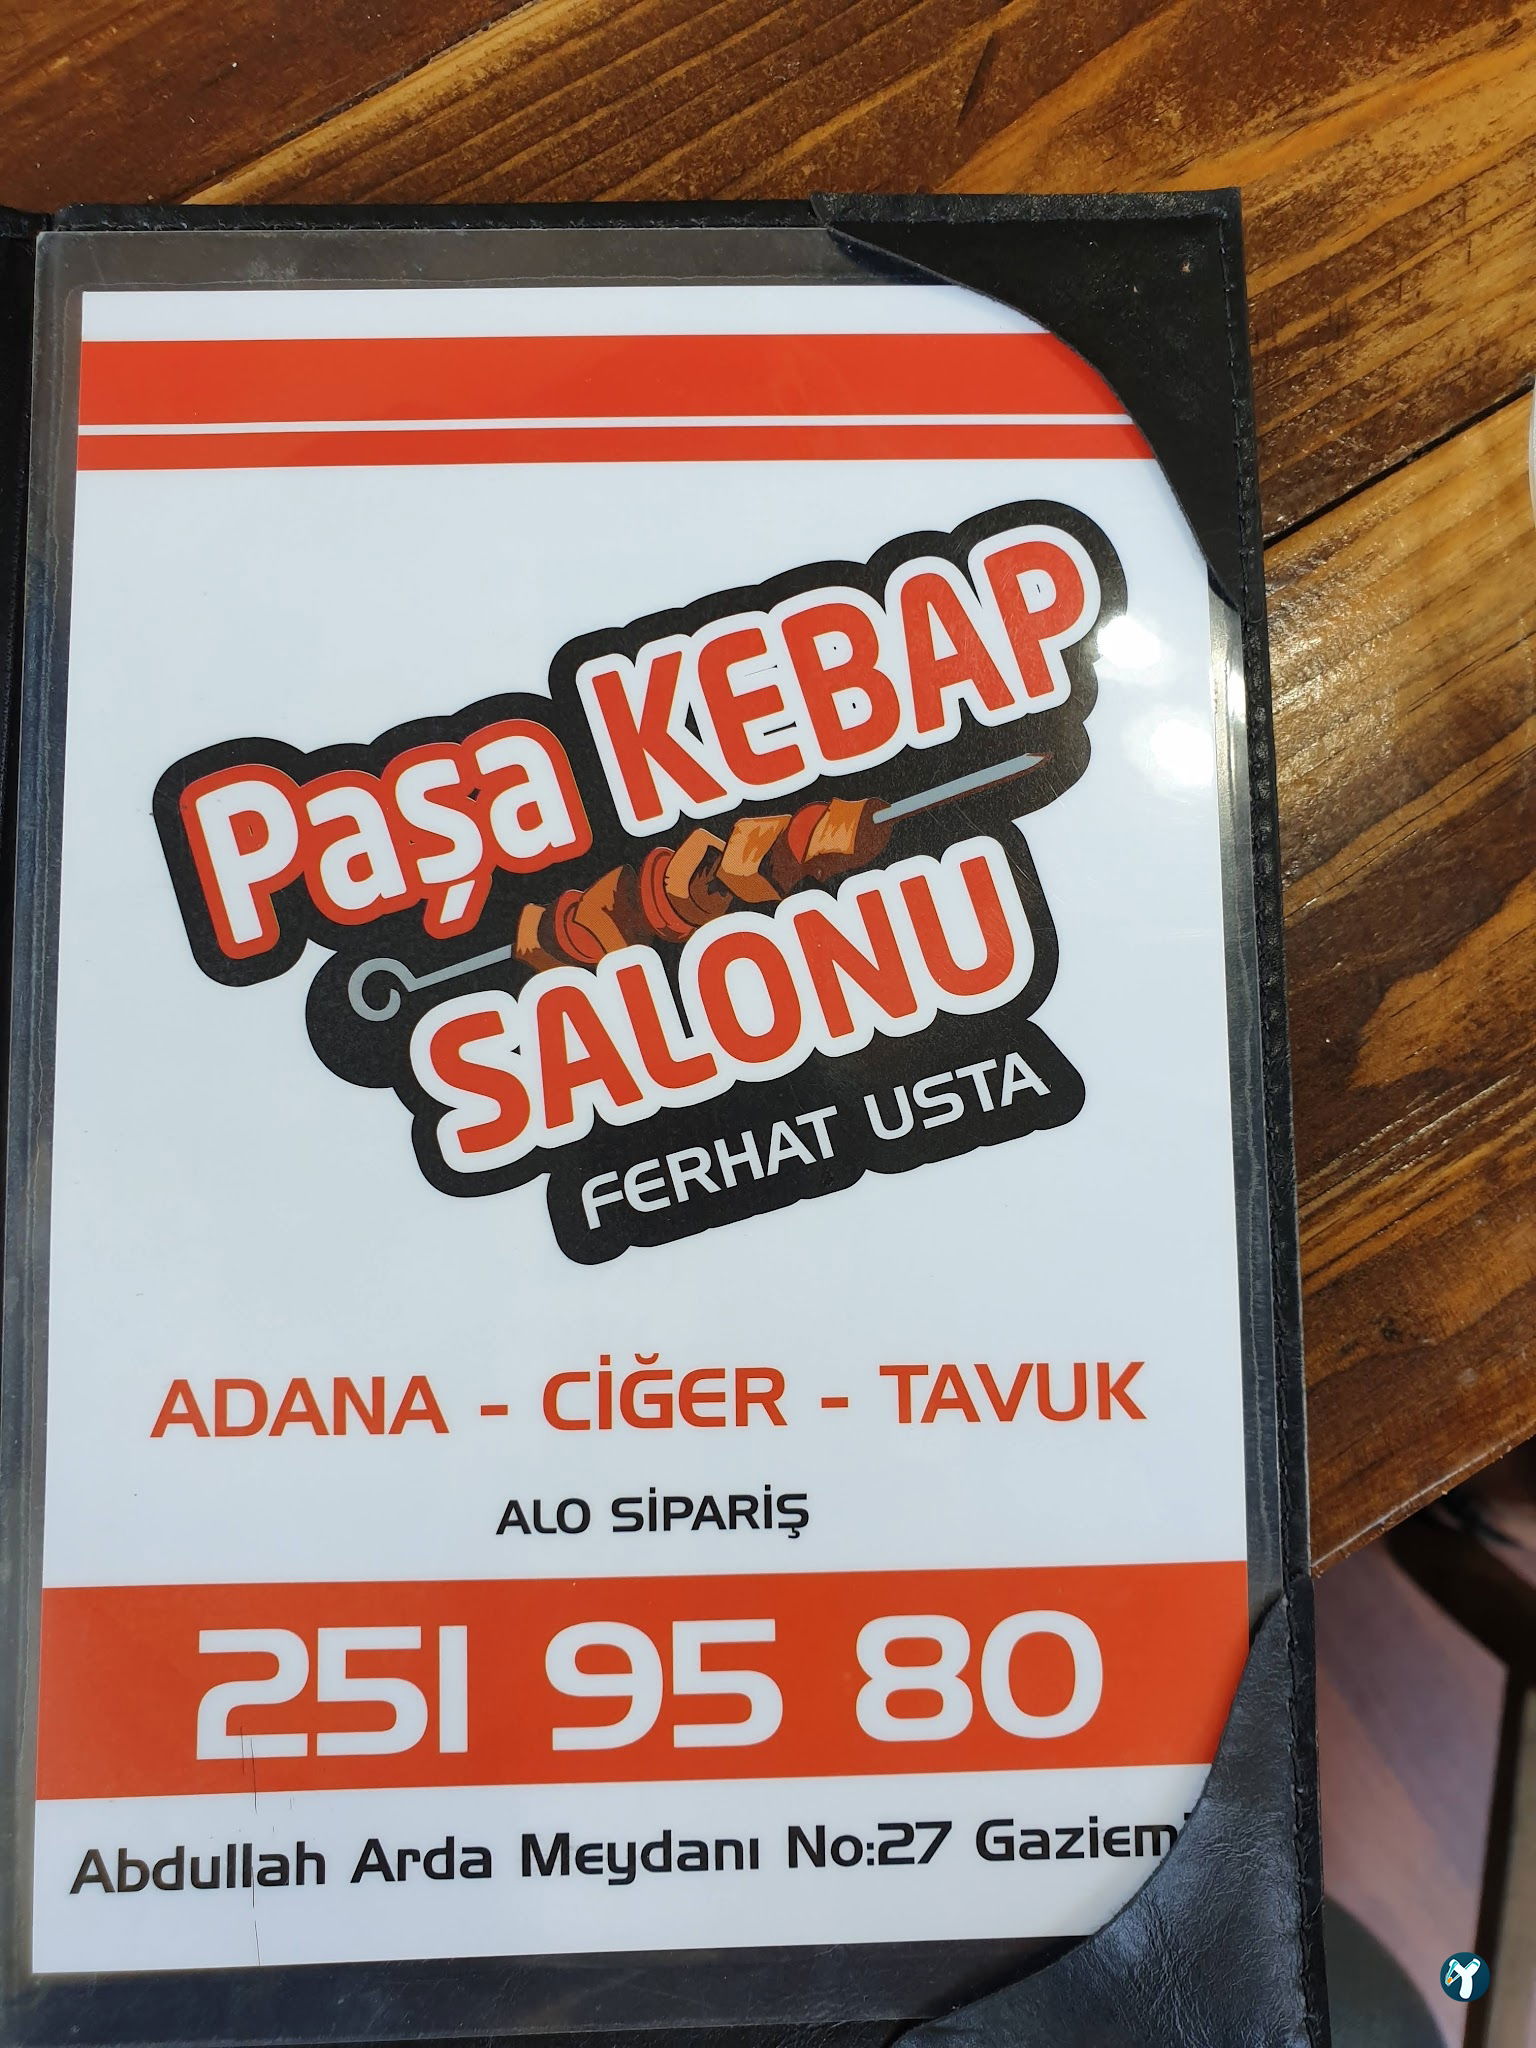 Paşa KEBAP
SALONU
FERHAT USTA
ADANA - CİĞER - TAVUK
ALO SİPARİŞ
251 95 80
Abdullah Arda Meydanı No:27 Gaziemi